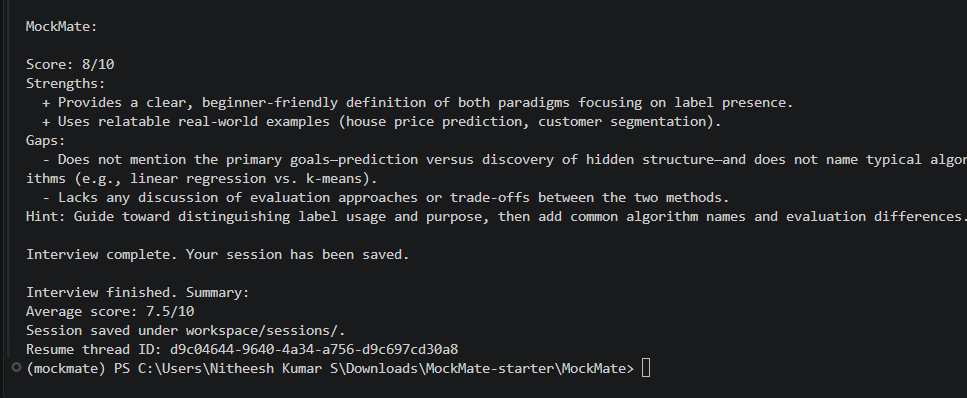 MockMate:
Score: 8/10
Strengths:
+ Provides a clear, beginner-friendly definition of both paradigms focusing on label presence.
+ Uses relatable real-world examples (house price prediction, customer segmentation).
Gaps:
- Does not mention the primary goals—prediction versus discovery of hidden structure—and does not name typical algor
ithms (e.g., linear regression vs. k-means).
- Lacks any discussion of evaluation approaches or trade-offs between the two methods.
Hint: Guide toward distinguishing label usage and purpose, then add common algorithm names and evaluation differences.
Interview complete. Your session has been saved.
Interview finished. Summary:
Average score: 7.5/10
Session saved under workspace/sessions/.
Resume thread ID: d9c04644-9640-4a34-a756-d9c697cd30a8
(mockmate) PS C:\Users\Nitheesh Kumar S\Downloads\MockMate-starter\MockMate>